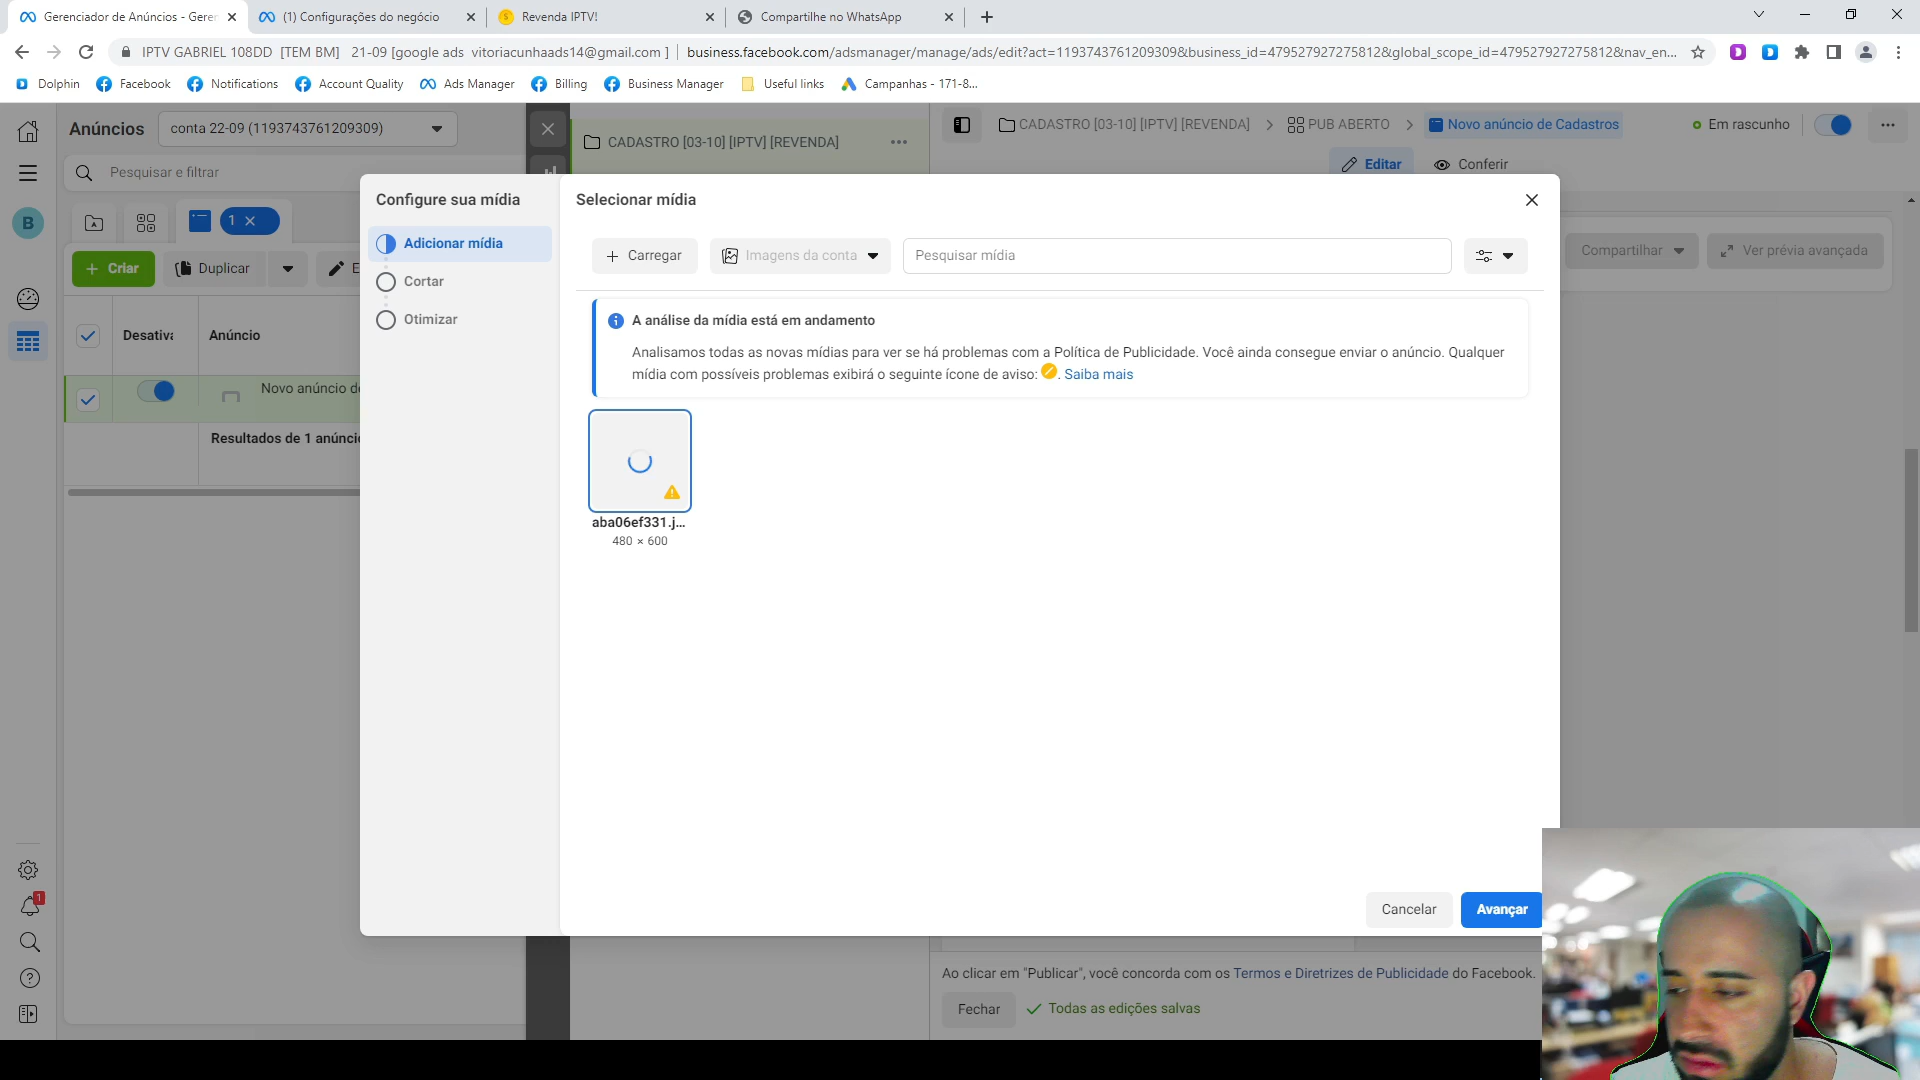 Gerenciador de Anúncios - Geren
(1) Configurações do negócio
Revenda IPTV!
Compartilhe no WhatsApp
IPTV GABRIEL 108DD [TEM BM] 21-09 [google ads vitoriacunhaads14@gmail.com ]
business.facebook.com/adsmanager/manage/ads/edit?act=1193743761209309&business_id=479527927275812&global_scope_id=479527927275812&nav_en...
Dolphin
Facebook
Notifications
Account Quality
Ads Manager
Billing
Business Manager
Useful links
Campanhas - 171-8...
Anúncios
conta 22-09 (1193743761209309)
CADASTRO [03-10] [IPTV] [REVENDA]
CADASTRO [03-10] [IPTV] [REVENDA]
PUB ABERTO
Novo anúncio de Cadastros
Em rascunho
Pesquisar e filtrar
Editar
Conferir
B
1
Criar
Duplicar
E
Compartilhar
Ver prévia avançada
Desativa
Anúncio
Novo anúncio de
Resultados de 1 anúncio
Configure sua mídia
Adicionar mídia
Cortar
Otimizar
Selecionar mídia
Carregar
Imagens da conta
Pesquisar mídia
A análise da mídia está em andamento
Analisamos todas as novas mídias para ver se há problemas com a Política de Publicidade. Você ainda consegue enviar o anúncio. Qualquer
mídia com possíveis problemas exibirá o seguinte ícone de aviso: . Saiba mais
aba06ef331.j...
480 × 600
Cancelar
Avançar
1
Ao clicar em "Publicar", você concorda com os Termos e Diretrizes de Publicidade do Facebook.
Fechar
Todas as edições salvas